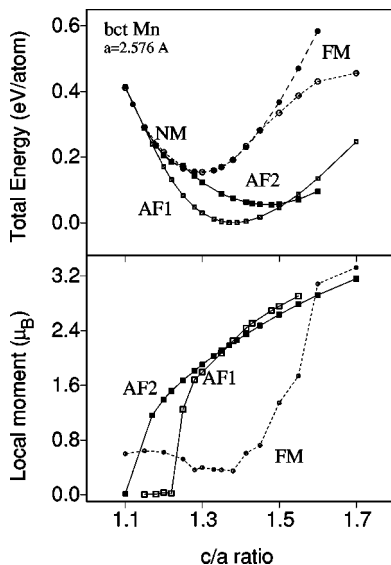 bct Mn
a=2.576 A
FM
NM
AF2
AF1
Total Energy (eV/atom)
0.6
0.4
0.2
0.0
AF2
AF1
FM
Local moment (μB)
3.2
2.4
1.6
0.8
0.0
1.1 1.3 1.5 1.7
c/a ratio